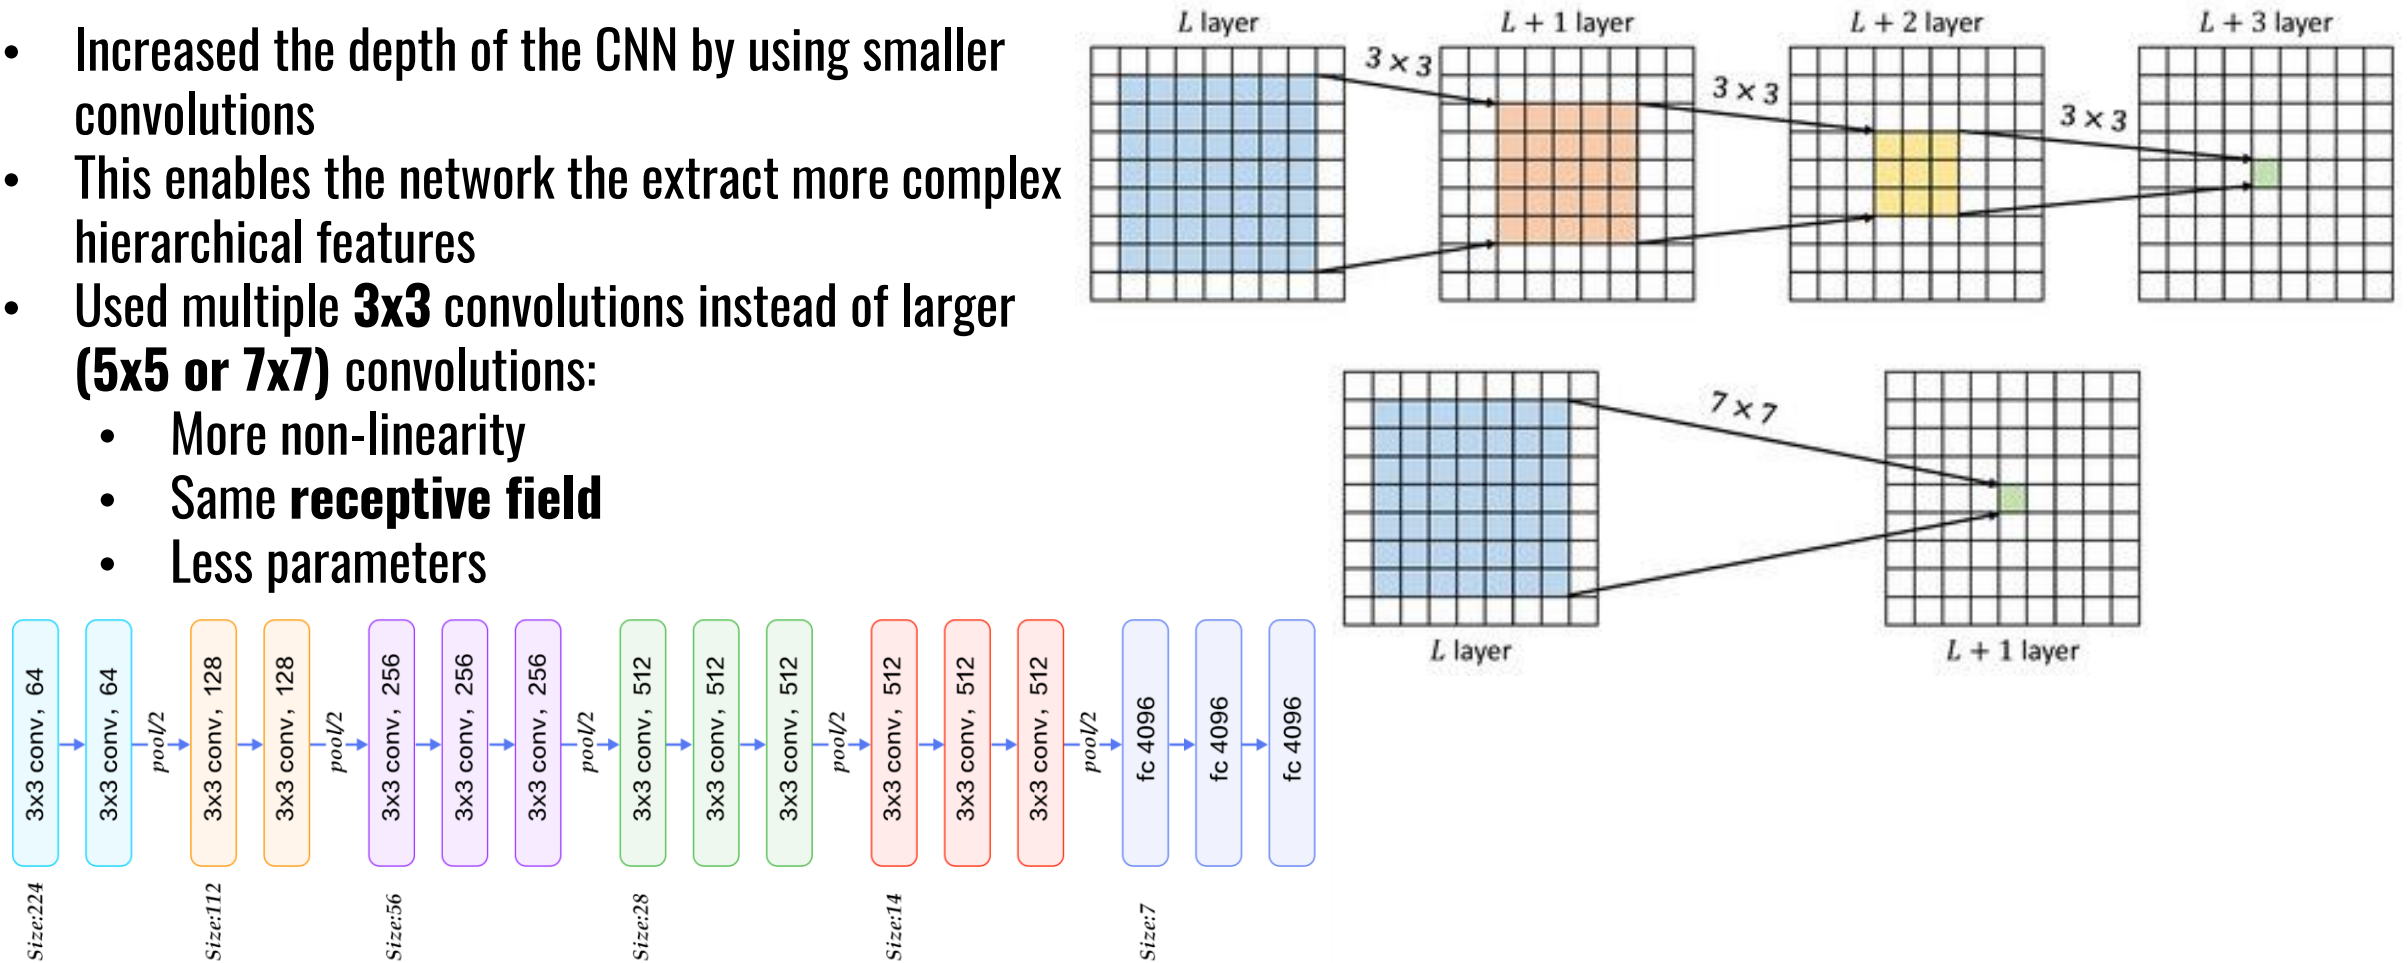 • Increased the depth of the CNN by using smaller
convolutions
• This enables the network the extract more complex
hierarchical features
• Used multiple 3x3 convolutions instead of larger
(5x5 or 7x7) convolutions:
• More non-linearity
• Same receptive field
• Less parameters
L layer
L + 1 layer
L + 2 layer
L + 3 layer
3 × 3
3 × 3
3 × 3
7 × 7
L layer
L + 1 layer
3x3 conv, 64
3x3 conv, 64
pool/2
3x3 conv, 128
3x3 conv, 128
pool/2
3x3 conv, 256
3x3 conv, 256
3x3 conv, 256
pool/2
3x3 conv, 512
3x3 conv, 512
3x3 conv, 512
pool/2
3x3 conv, 512
3x3 conv, 512
3x3 conv, 512
pool/2
fc 4096
fc 4096
fc 4096
Size:224
Size:112
Size:56
Size:28
Size:14
Size:7